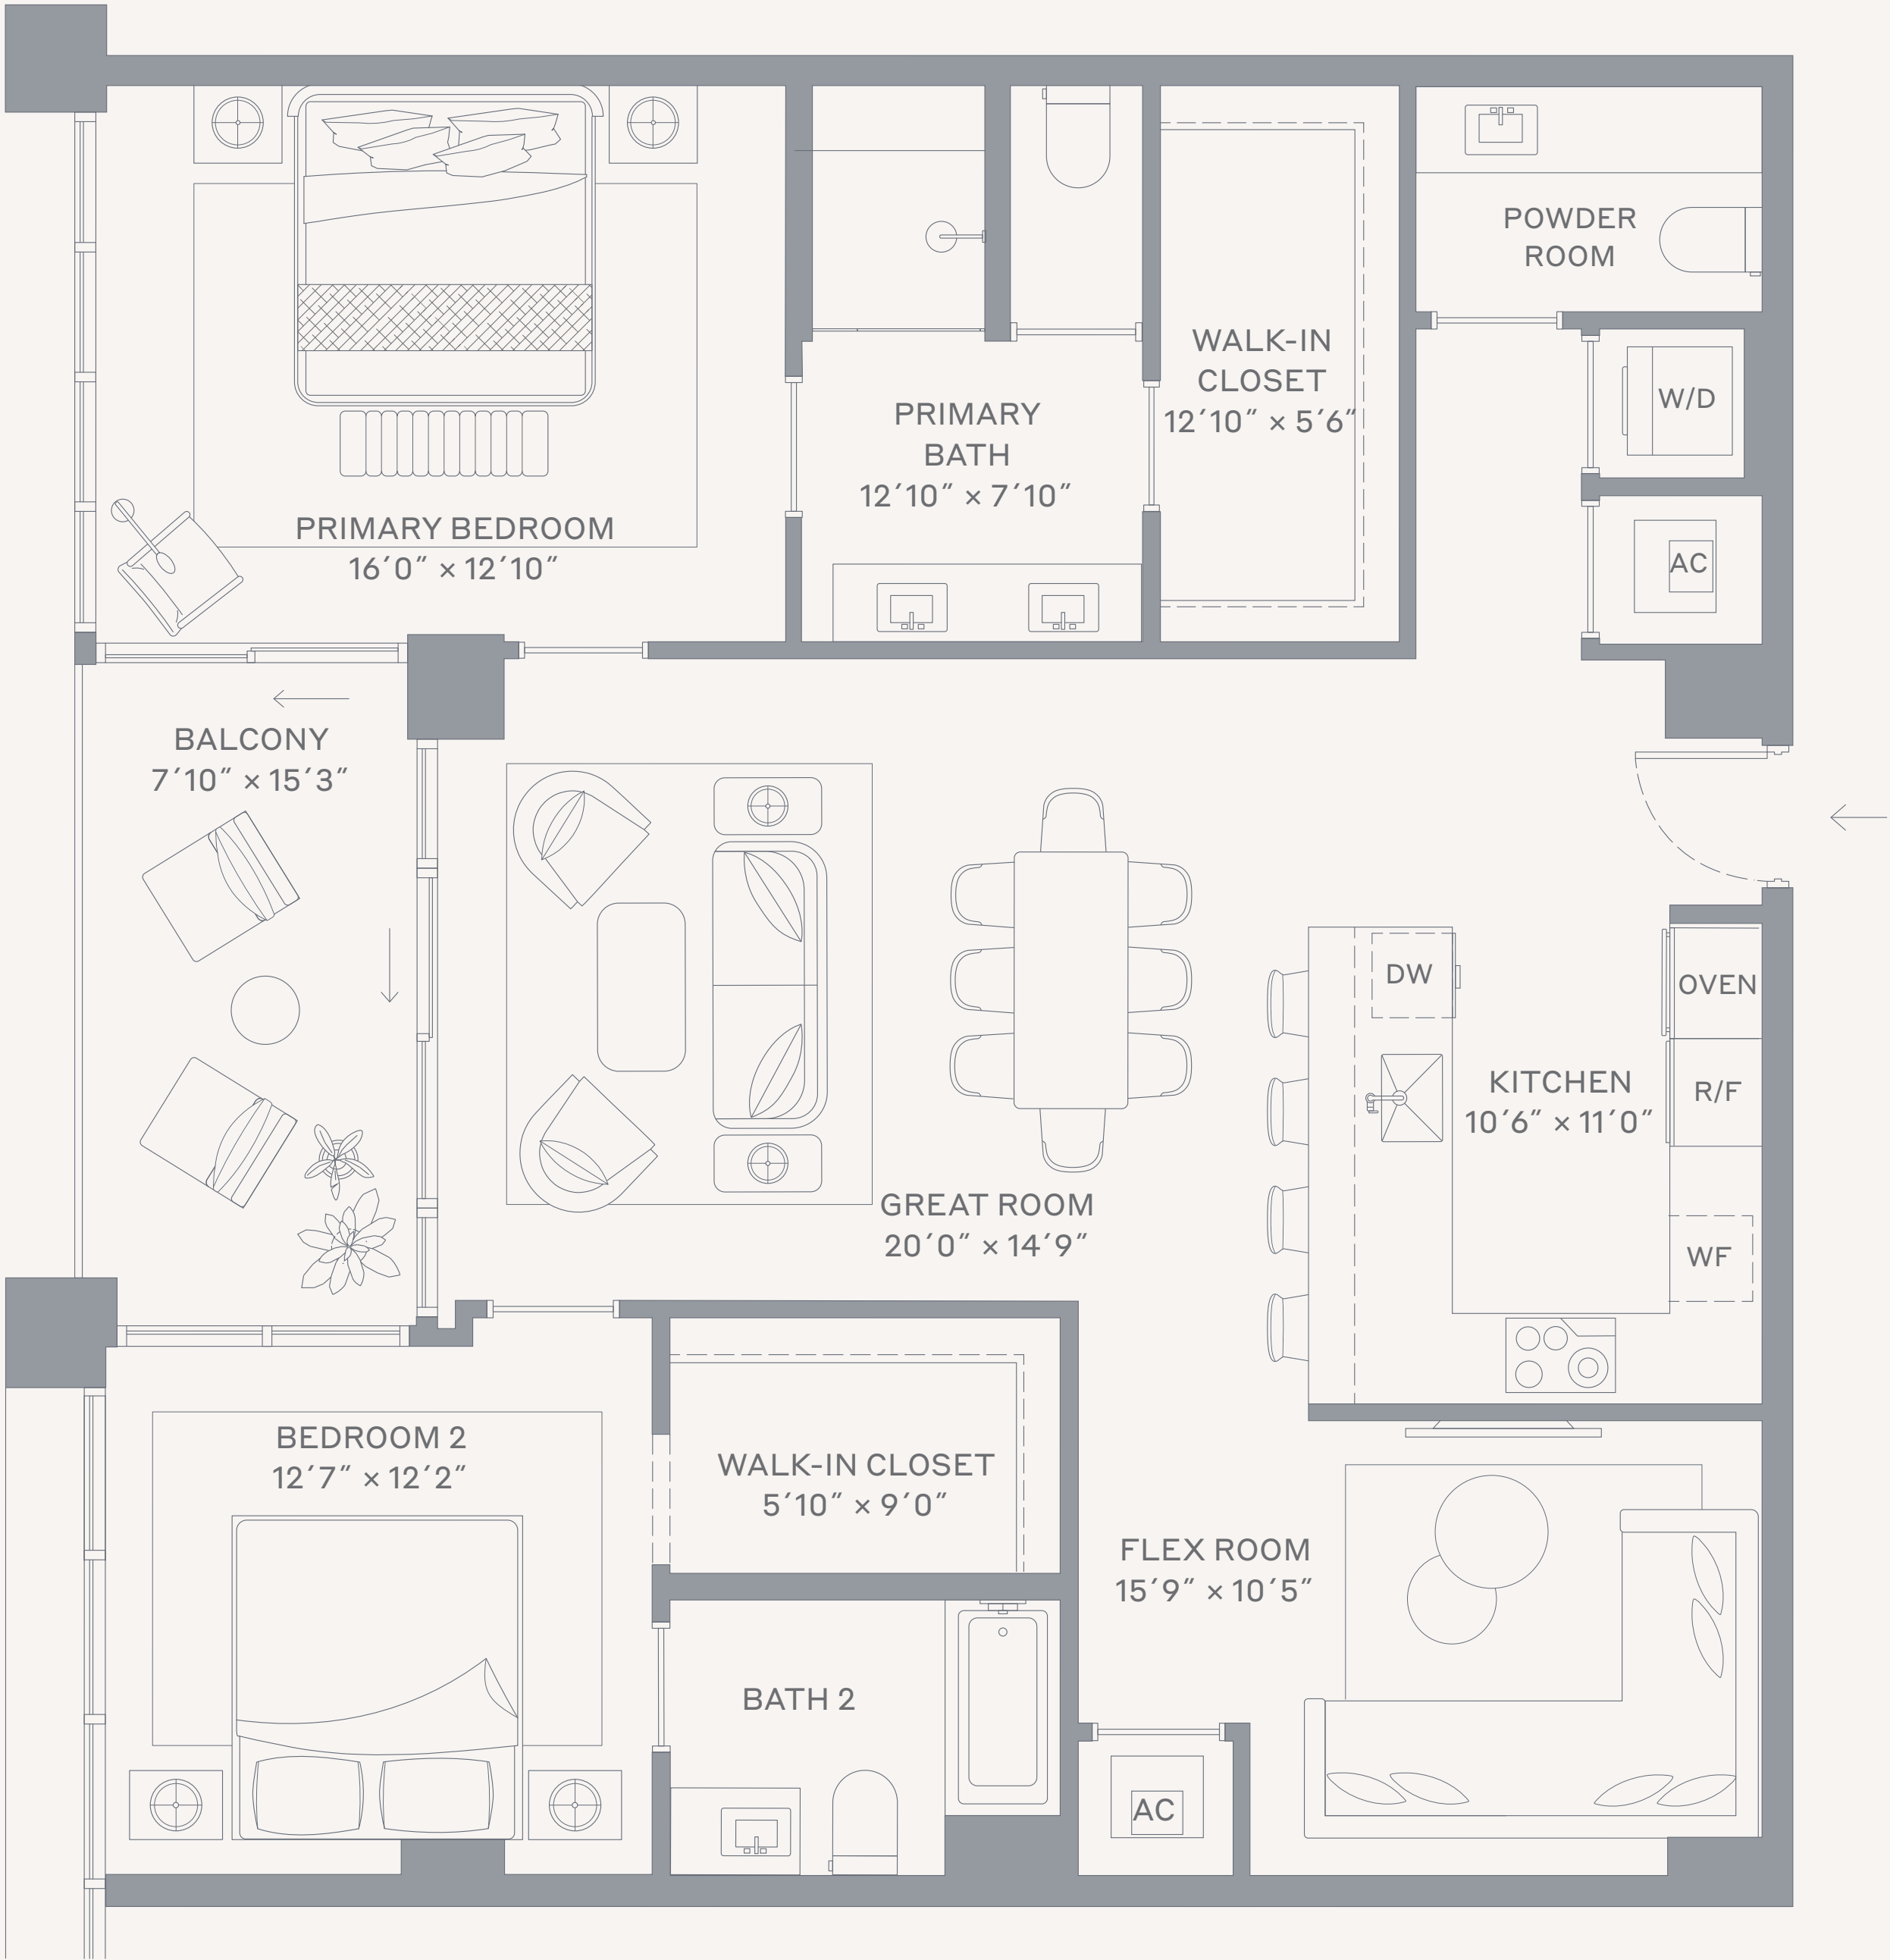 POWDER
ROOM
WALK-IN
CLOSET
12´10˝ × 5´6˝
W/D
PRIMARY
BATH
12´10˝ × 7´10˝
PRIMARY BEDROOM
16´0˝ × 12´10˝
AC
BALCONY
7´10˝ × 15´3˝
DW
OVEN
KITCHEN
10´6˝ × 11´0˝
R/F
GREAT ROOM
20´0˝ × 14´9˝
WF
BEDROOM 2
12´7˝ × 12´2˝
WALK-IN CLOSET
5´10˝ × 9´0˝
FLEX ROOM
15´9˝ × 10´5˝
BATH 2
AC